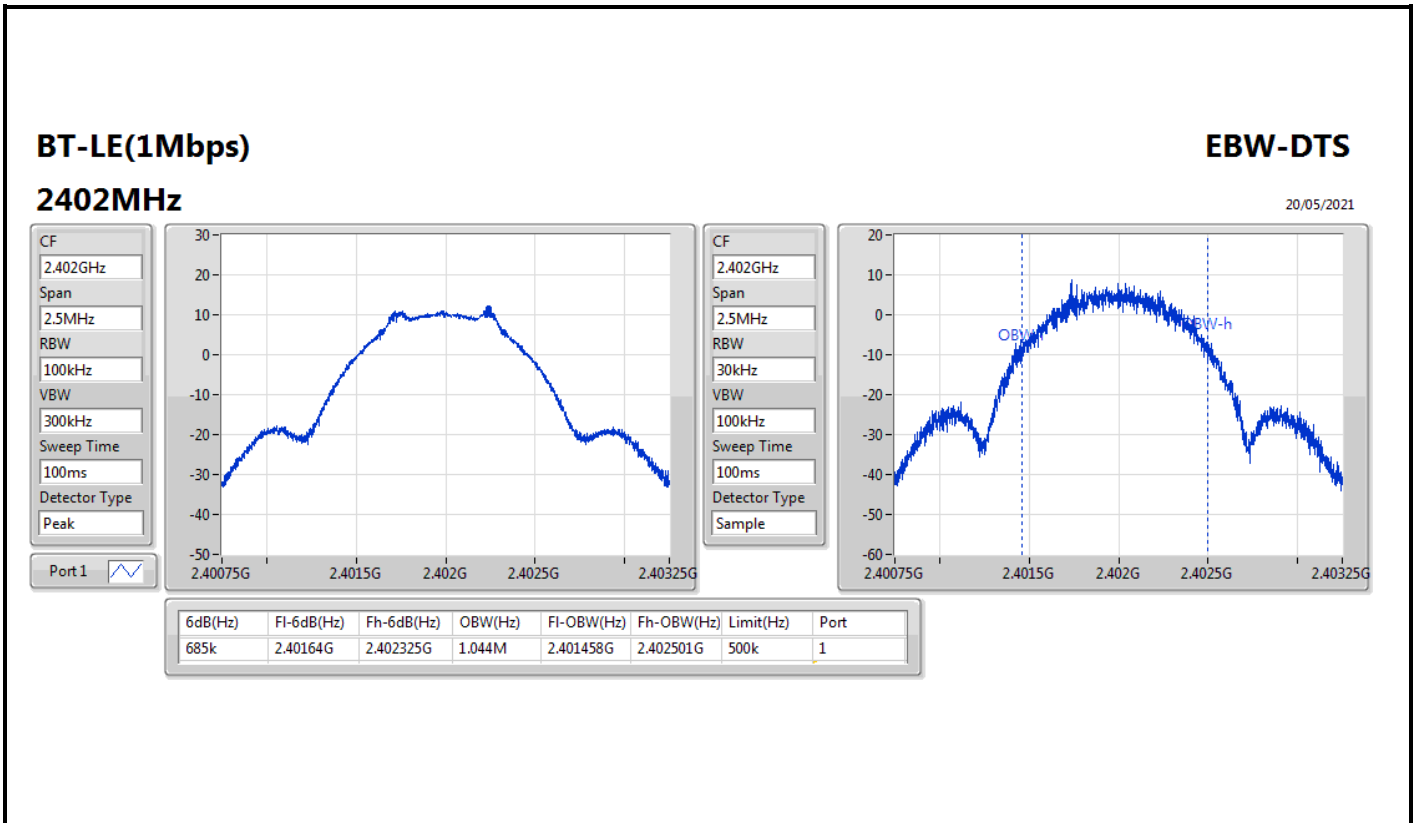 BT-LE(1Mbps)
EBW-DTS
2402MHz
20/05/2021
CF
2.402GHz
Span
2.5MHz
RBW
100kHz
VBW
300kHz
Sweep Time
100ms
Detector Type
Peak
Port 1
30
20
10
0
-10
-20
-30
-40
-50
2.40075G 2.4015G 2.402G 2.4025G 2.40325G
CF
2.402GHz
Span
2.5MHz
RBW
30kHz
VBW
100kHz
Sweep Time
100ms
Detector Type
Sample
20
10
0
-10
-20
-30
-40
-50
-60
2.40075G 2.4015G 2.402G 2.4025G 2.40325G
6dB(Hz) Fl-6dB(Hz) Fh-6dB(Hz) OBW(Hz) Fl-OBW(Hz) Fh-OBW(Hz) Limit(Hz) Port
685k 2.40164G 2.402325G 1.044M 2.401458G 2.402501G 500k 1